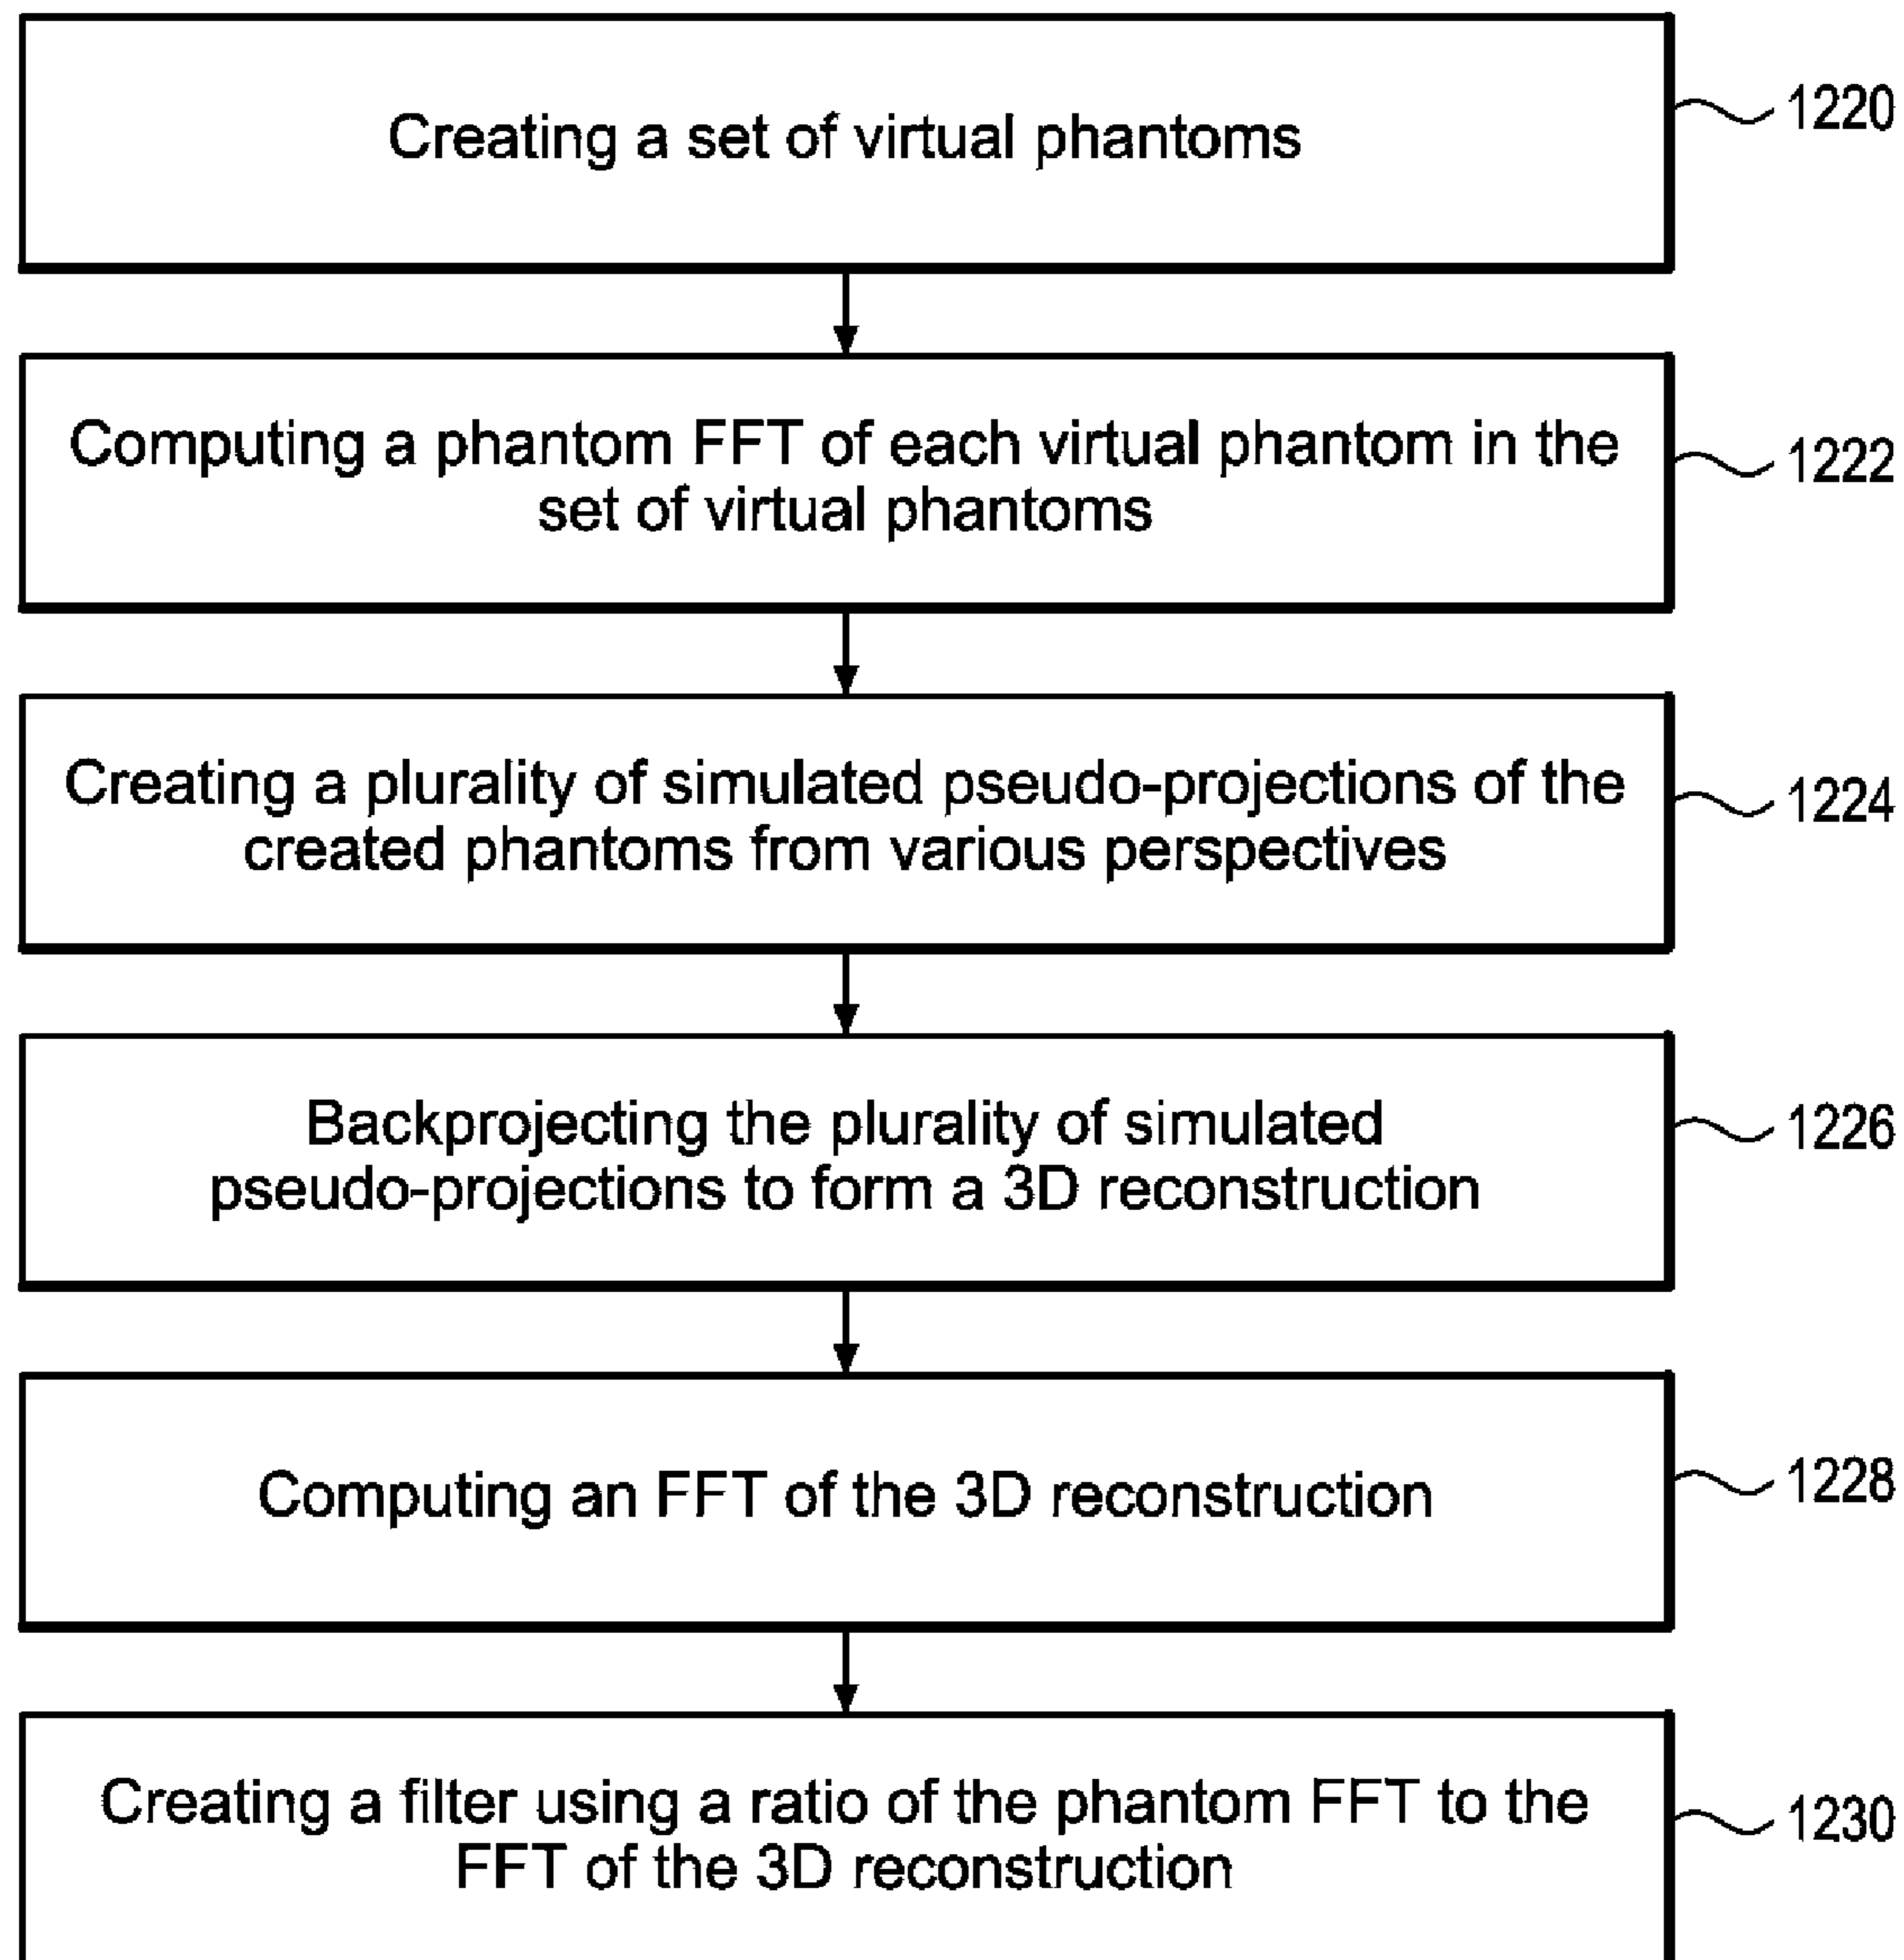 Creating a set of virtual phantoms
1220
Computing a phantom FFT of each virtual phantom in the
set of virtual phantoms
1222
Creating a plurality of simulated pseudo-projections of the
created phantoms from various perspectives
1224
Backprojecting the plurality of simulated
pseudo-projections to form a 3D reconstruction
1226
Computing an FFT of the 3D reconstruction
1228
Creating a filter using a ratio of the phantom FFT to the
FFT of the 3D reconstruction
1230